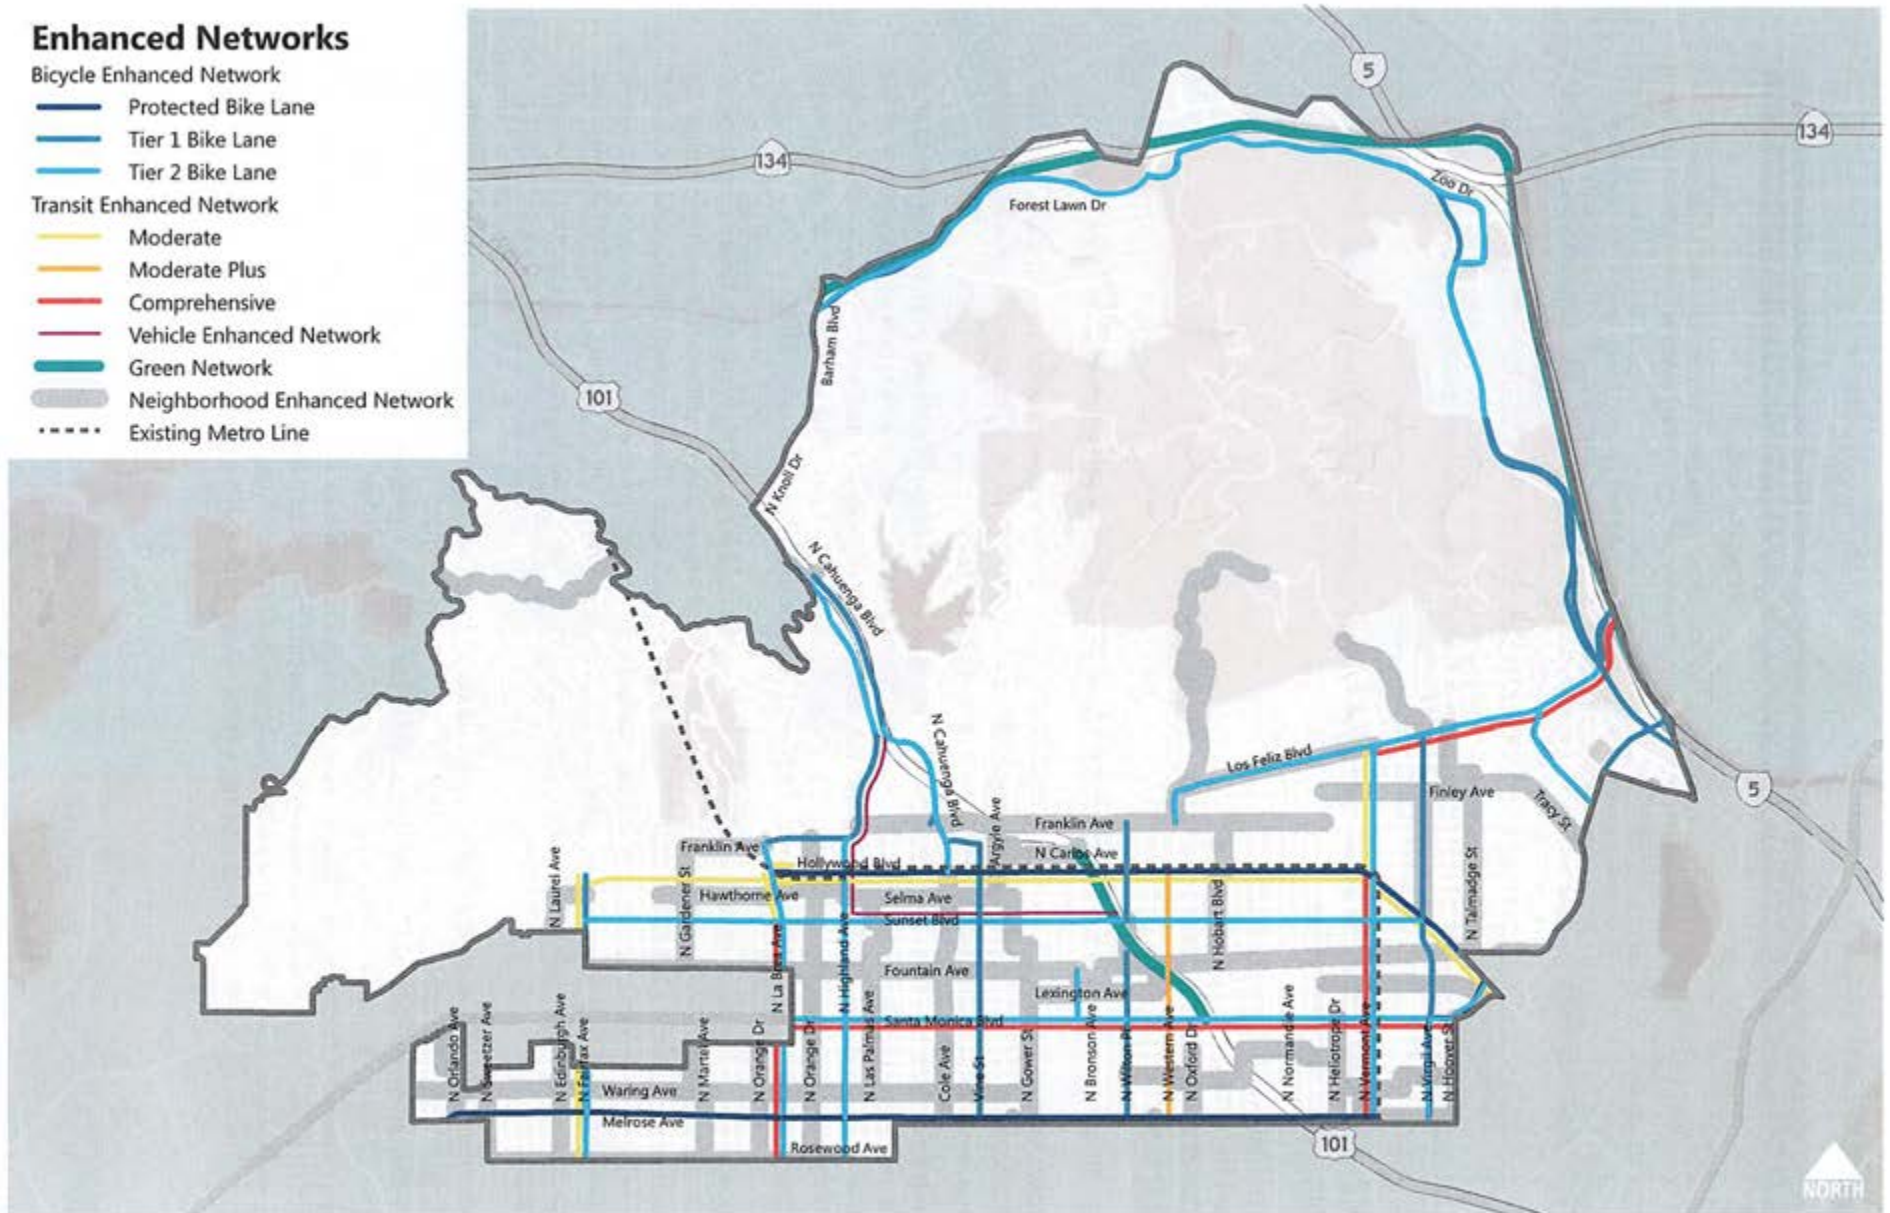 Enhanced Networks
Bicycle Enhanced Network
Protected Bike Lane
Tier 1 Bike Lane
Tier 2 Bike Lane
Transit Enhanced Network
Moderate
Moderate Plus
Comprehensive
Vehicle Enhanced Network
Green Network
Neighborhood Enhanced Network
Existing Metro Line
5
134
134
Zoo Dr
Forest Lawn Dr
Barham Blvd
101
N Knoll Dr
N Cahuenga Blvd
N Cahuenga Blvd
Los Feliz Blvd
5
Finley Ave
Tracy St
Argyle Ave
Franklin Ave
Franklin Ave
N Carlos Ave
Hollywood Blvd
N Laurel Ave
N Gardener St
Hawthorne Ave
Selma Ave
N Hobart Blvd
N Talmadge St
Sunset Blvd
N La Brea Ave
N Highland Ave
Fountain Ave
Lexington Ave
Santa Monica Blvd
N Orlando Ave
N Sweetzer Ave
N Edinburgh Ave
N Fairfax Ave
N Martel Ave
N Orange Dr
N Orange Dr
N Las Palmas Ave
Cole Ave
Vine St
N Gower St
N Bronson Ave
N Wilton Pl
N Western Ave
N Oxford Dr
N Normandie Ave
N Heliotrope Dr
N Vermont Ave
N Virgil Ave
N Hoover St
Waring Ave
Melrose Ave
Rosewood Ave
101
NORTH